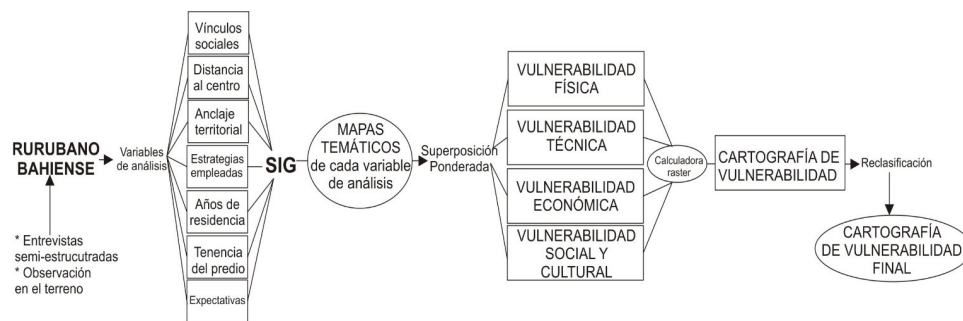 RURUBANO
BAHIENSE
* Entrevistas
semi-estrucutradas
* Observación
en el terreno
Variables
de análisis
Vínculos
sociales
Distancia
al centro
Anclaje
territorial
Estrategias
empleadas
Años de
residencia
Tenencia
del predio
Expectativas
SIG
MAPAS
TEMÁTICOS
de cada variable
de análisis
Superposición
Ponderada
VULNERABILIDAD
FÍSICA
VULNERABILIDAD
TÉCNICA
VULNERABILIDAD
ECONÓMICA
VULNERABILIDAD
SOCIAL Y
CULTURAL
Calculadora
raster
CARTOGRAFÍA DE
VULNERABILIDAD
Reclasificación
CARTOGRAFÍA
DE VULNERABILIDAD
FINAL